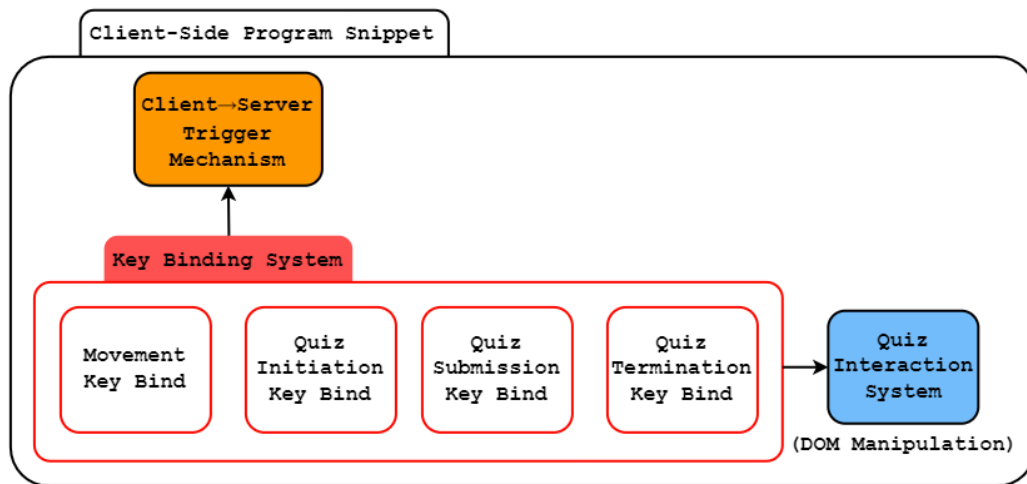 Client-Side Program Snippet
Client→Server
Trigger
Mechanism
Key Binding System
Movement
Key Bind
Quiz
Initiation
Key Bind
Quiz
Submission
Key Bind
Quiz
Termination
Key Bind
Quiz
Interaction
System
(DOM Manipulation)